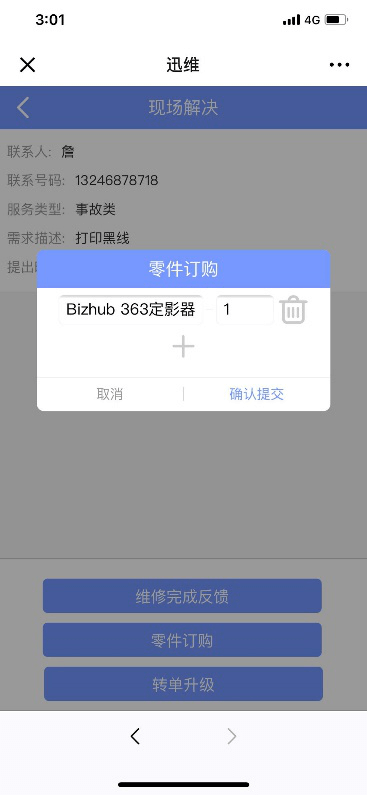 3:01
4G
迅维
现场解决
联系人: 詹
联系号码: 13246878718
服务类型: 事故类
需求描述: 打印黑线
提出
零件订购
Bizhub 363定影器 1
取消 确认提交
维修完成反馈
零件订购
转单升级